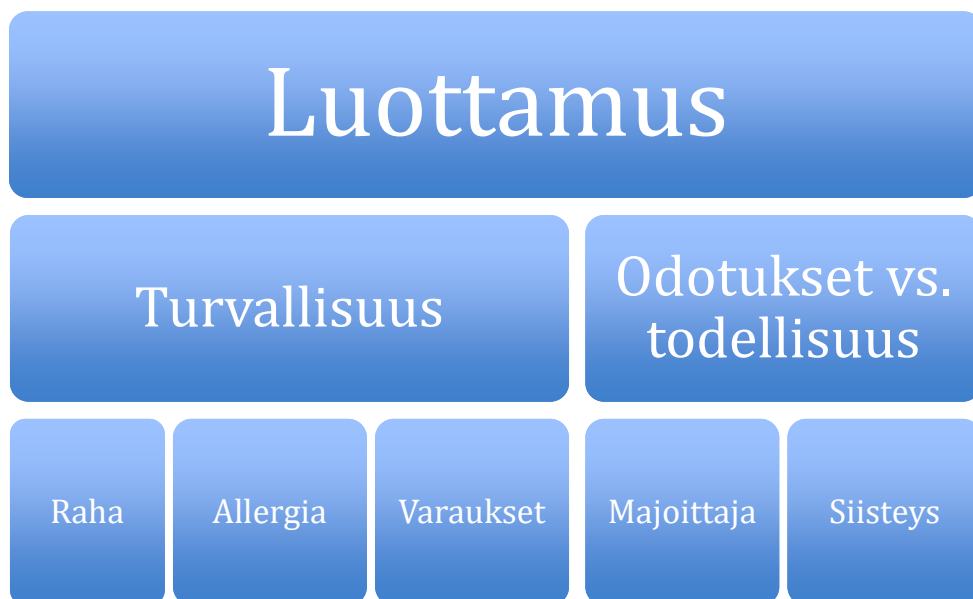 Luottamus
Turvallisuus
Odotukset vs.
todellisuus
Raha
Allergia
Varaukset
Majoittaja
Siisteys